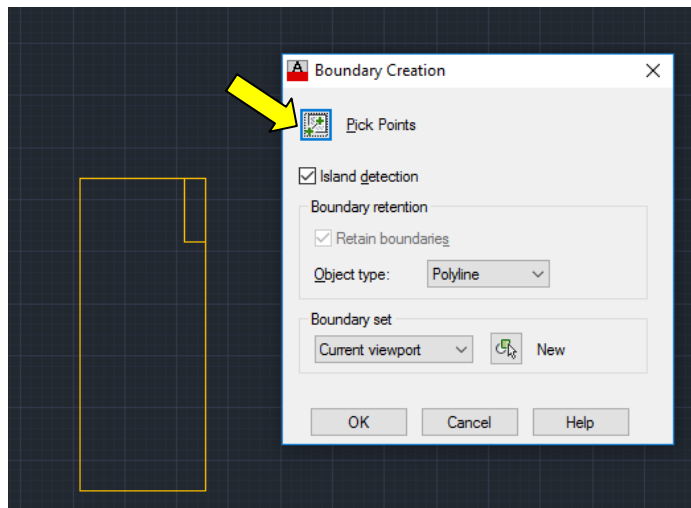 A Boundary Creation
Pick Points
Island detection
Boundary retention
Retain boundaries
Object type: Polyline
Boundary set
Current viewport New
OK Cancel Help